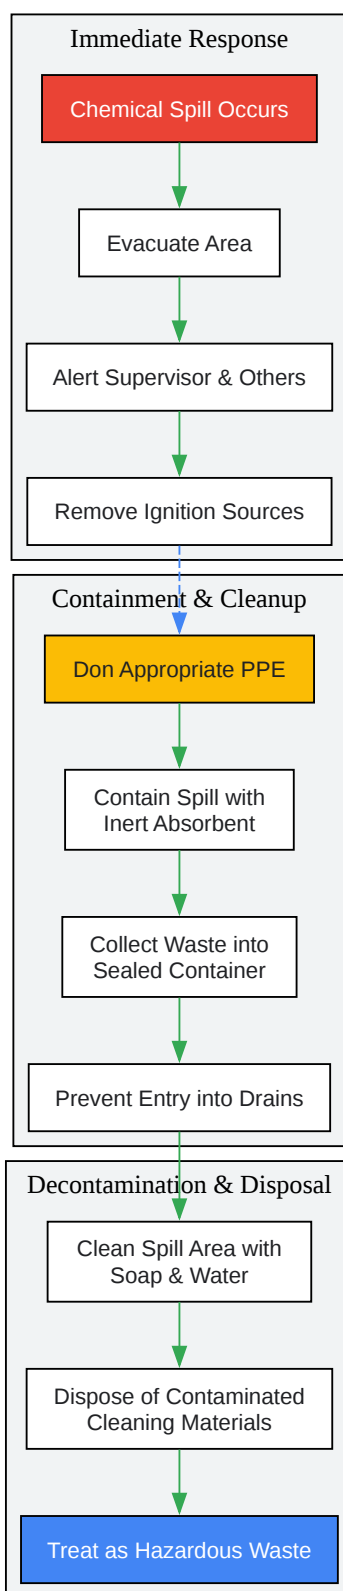 Immediate Response
Chemical Spill Occurs
Evacuate Area
Alert Supervisor & Others
Remove Ignition Sources
Containment & Cleanup
Don Appropriate PPE
Contain Spill with
Inert Absorbent
Collect Waste into
Sealed Container
Prevent Entry into Drains
Decontamination & Disposal
Clean Spill Area with
Soap & Water
Dispose of Contaminated
Cleaning Materials
Treat as Hazardous Waste